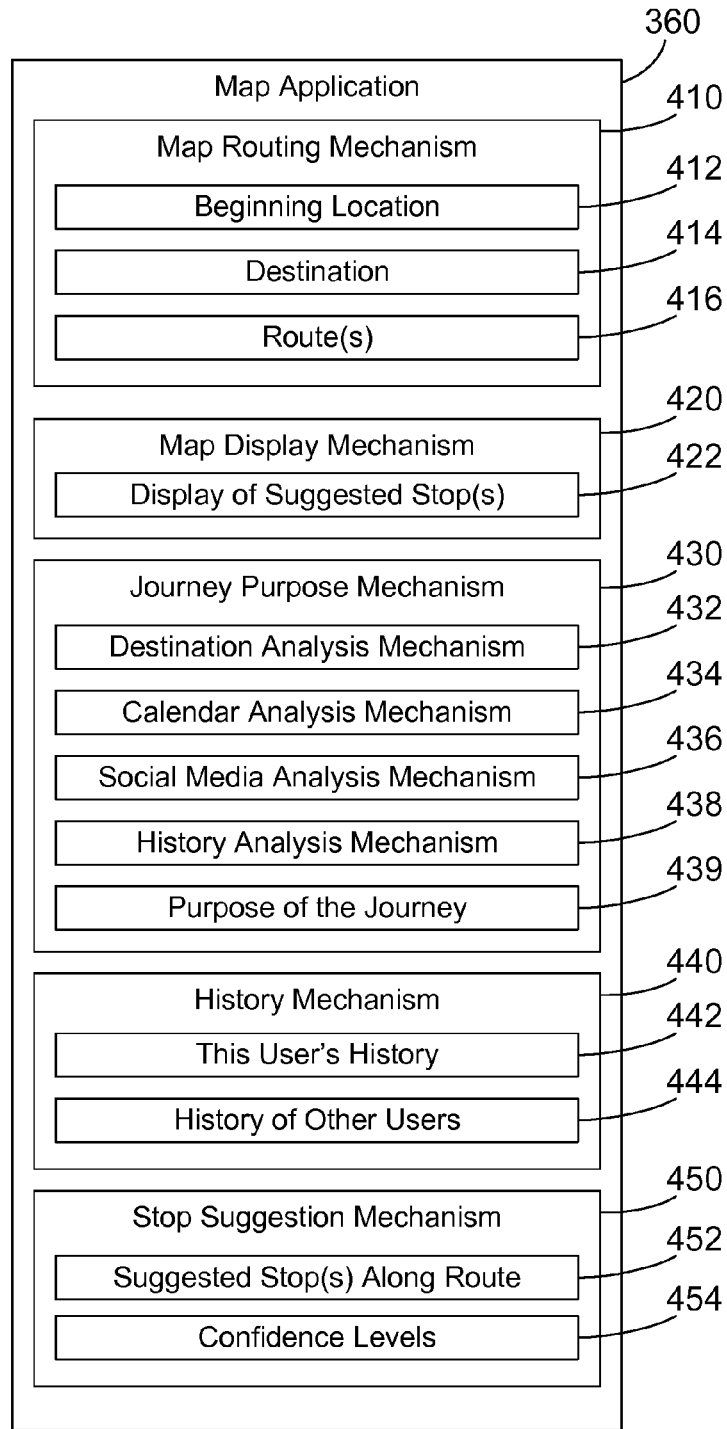 360
Map Application
410
Map Routing Mechanism
412
Beginning Location
414
Destination
416
Route(s)
420
Map Display Mechanism
422
Display of Suggested Stop(s)
430
Journey Purpose Mechanism
432
Destination Analysis Mechanism
434
Calendar Analysis Mechanism
436
Social Media Analysis Mechanism
438
History Analysis Mechanism
439
Purpose of the Journey
440
History Mechanism
442
This User’s History
444
History of Other Users
450
Stop Suggestion Mechanism
452
Suggested Stop(s) Along Route
454
Confidence Levels